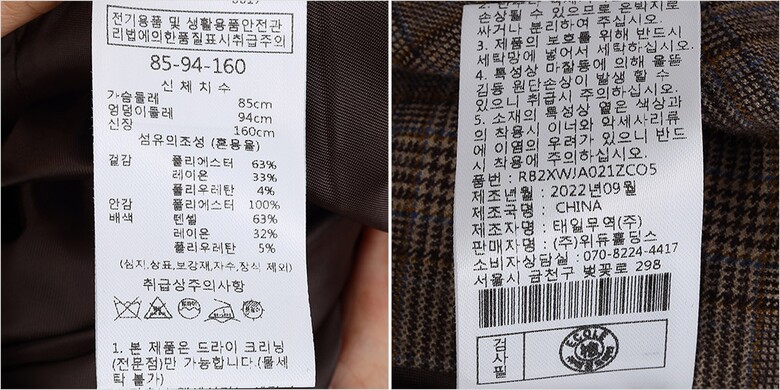 전기용품 및 생활용품안전관
리법에의한품질표시취급주의
85-94-160
신 체 치 수
가슴둘레 85cm
엉덩이둘레 94cm
신장 160cm
섬유의조성 (혼용율)
겉감 폴리에스터 63%
레이온 33%
폴리우레탄 4%
안감 폴리에스터 100%
배색 텐셀 63%
레이온 32%
폴리우레탄 5%
(심지,상표,보강재,자수,장식 제외)
취급상주의사항
1. 본 제품은 드라이 크리닝
(전문점)만 가능합니다.(물세
탁 불가)
손상될 수 있으므로 은박지로
싸거나 분리하여 주십시오.
3. 제품의 보호를 위해 반드시
세탁망에 넣어서 세탁하십시오.
4. 특성상 마찰등에 의해 올뜯
김등 원단손상이 발생 할 수
있으니 취급시 주의하십시오.
5. 소재의 특성상 옅은 색상과
의 착용시 이너와 악세사리류
에 이염의 우려가 있으니 반드
시 착용에 주의하십시오.
품번 : RB2XWJA021ZCO5
제조년월 : 2022년09월
제조국명 : CHINA
제조자명 : 태일무역(주)
판매자명 : (주)위듀홀딩스
소비자상담실 : 070-8224-4417
서울시 금천구 벚꽃로 298
검사필